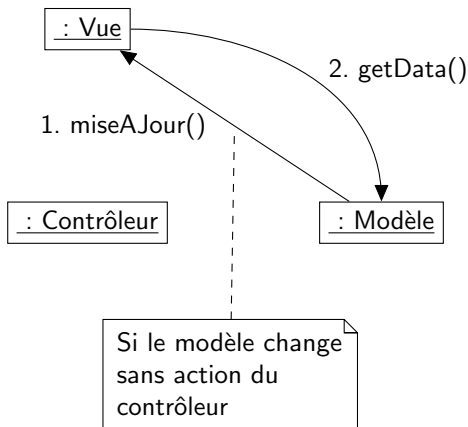 : Vue
2. getData()
1. miseAJour()
: Contrôleur
: Modèle
Si le modèle change
sans action du
contrôleur